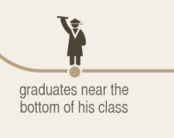 graduates near the
bottom of his class